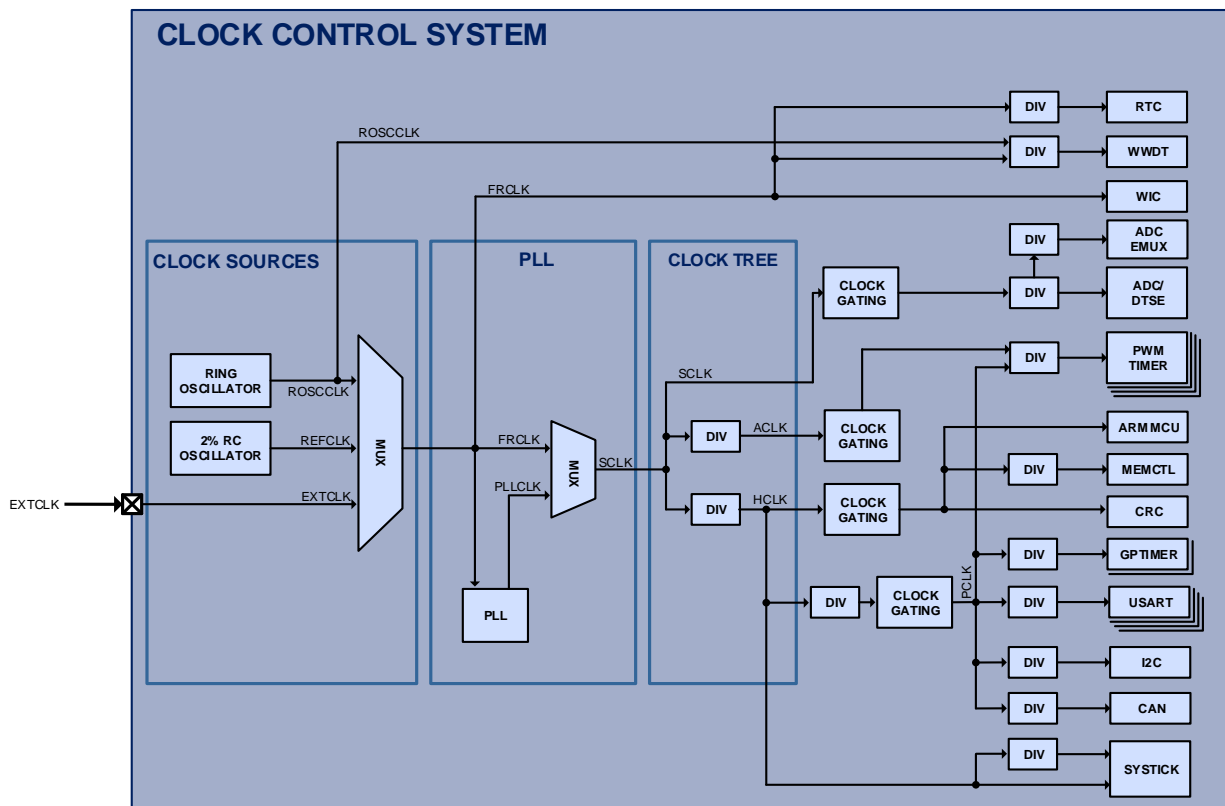 CLOCK CONTROL SYSTEM
DIV
RTC
ROSCCLK
DIV
WWDT
FRCLK
WIC
DIV
ADC
EMUX
CLOCK SOURCES
PLL
CLOCK TREE
CLOCK
GATING
DIV
ADC/
DTSE
RING
OSCILLATOR
ROSCCLK
SCLK
DIV
PWM
TIMER
2% RC
OSCILLATOR
REFCLK
MUX
FRCLK
MUX
SCLK
DIV
ACLK
CLOCK
GATING
ARM MCU
PLLCLK
DIV
MEMCTL
EXTCLK
EXTCLK
DIV
HCLK
CLOCK
GATING
CRC
PLL
PCLK
DIV
GPTIMER
DIV
CLOCK
GATING
DIV
USART
DIV
I2C
DIV
CAN
DIV
SYSTICK